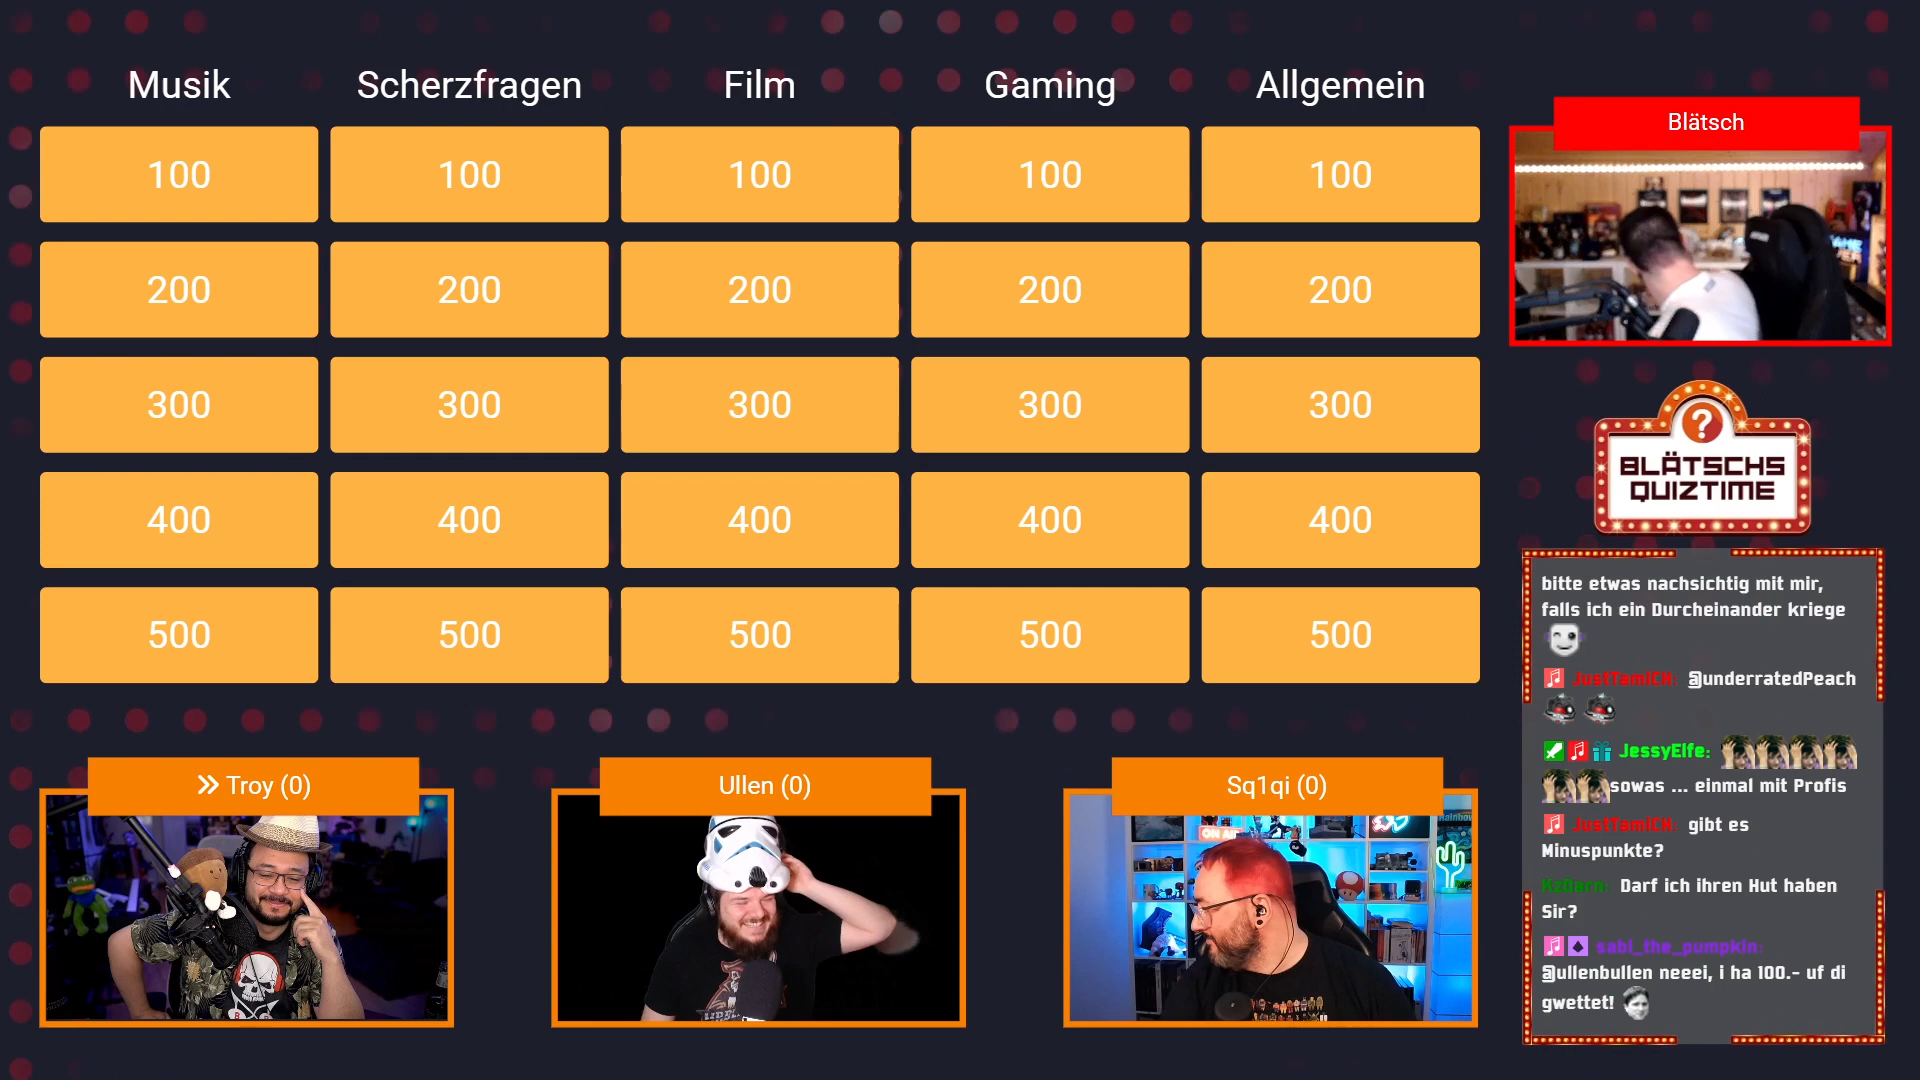 Musik Scherzfragen Film Gaming Allgemein
100 100 100 100 100
200 200 200 200 200
300 300 300 300 300
400 400 400 400 400
500 500 500 500 500
Blätsch
?
BLÄTSCHS
QUIZTIME
bitte etwas nachsichtig mit mir,
falls ich ein Durcheinander kriege
JustTamiCH: @underratedPeach
JessyElfe:
sowas ... einmal mit Profis
JustTamiCH: gibt es
Minuspunkte?
Darf ich ihren Hut haben
Sir?
sabi_the_pumpkin:
@ullenbullen neeei, i ha 100.- uf di
gwettet!
» Troy (0)
Ullen (0)
Sq1qi (0)
ON AIR